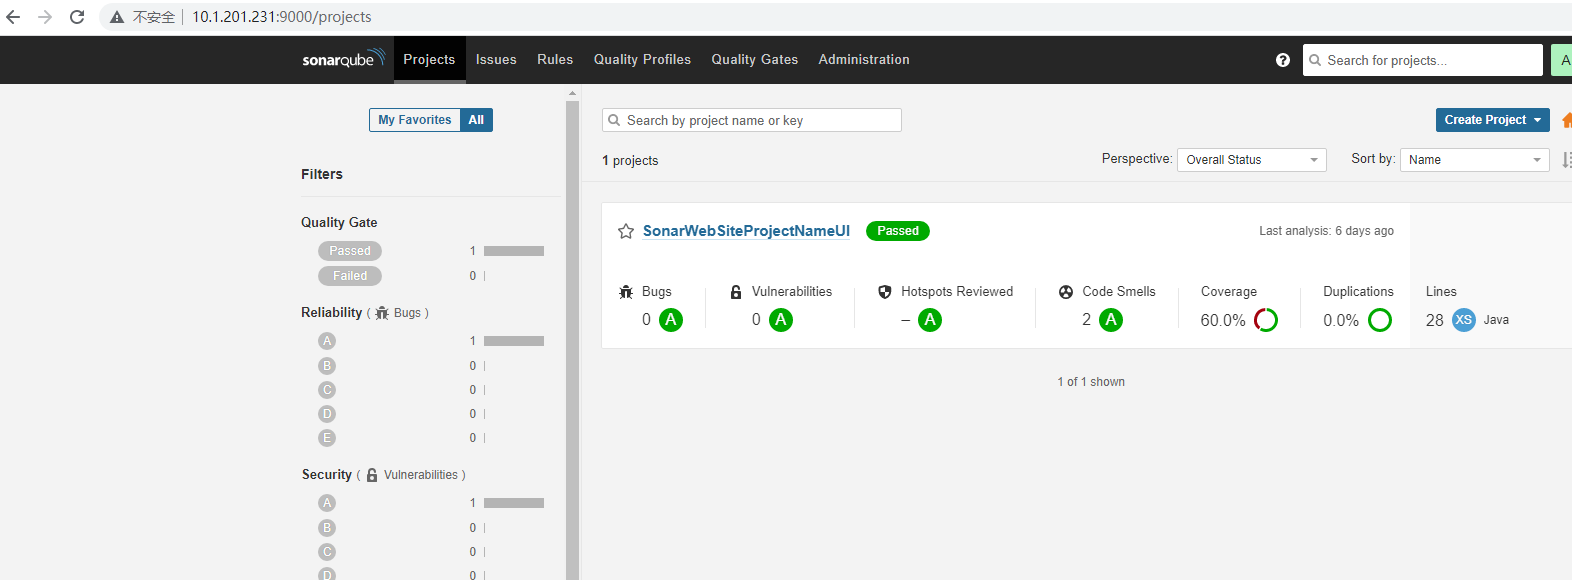 不安全 | 10.1.201.231:9000/projects
sonarqube Projects Issues Rules Quality Profiles Quality Gates Administration ? Search for projects... A
My Favorites All
Search by project name or key
Create Project
1 projects
Perspective: Overall Status
Sort by: Name
Filters
Quality Gate
Passed 1
Failed 0
Reliability ( Bugs )
A 1
B 0
C 0
D 0
E 0
Security ( Vulnerabilities )
A 1
B 0
C 0
D 0
SonarWebSiteProjectNameUI Passed
Last analysis: 6 days ago
Bugs Vulnerabilities Hotspots Reviewed Code Smells Coverage Duplications Lines
0 A 0 A – A 2 A 60.0% 0.0% 28 XS Java
1 of 1 shown